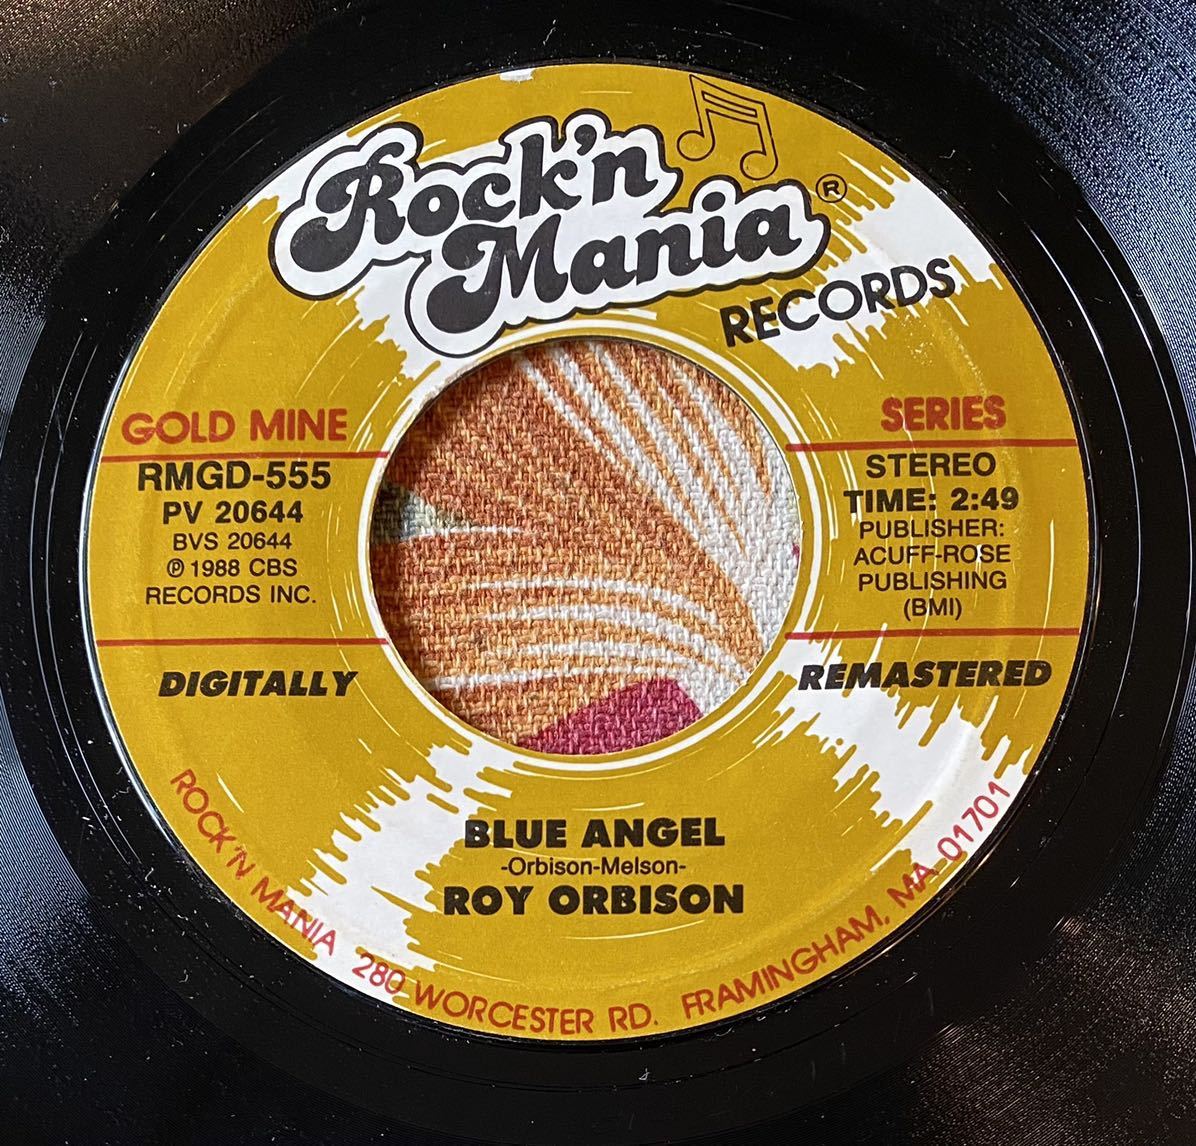 Rock'n
Mania®
RECORDS
GOLD MINE
SERIES
RMGD-555
PV 20644
BVS 20644
℗ 1988 CBS
RECORDS INC.
STEREO
TIME: 2:49
PUBLISHER:
ACUFF-ROSE
PUBLISHING
(BMI)
DIGITALLY
REMASTERED
BLUE ANGEL
-Orbison-Melson-
ROY ORBISON
ROCK'N MANIA 280 WORCESTER RD. FRAMINGHAM, MA 01701